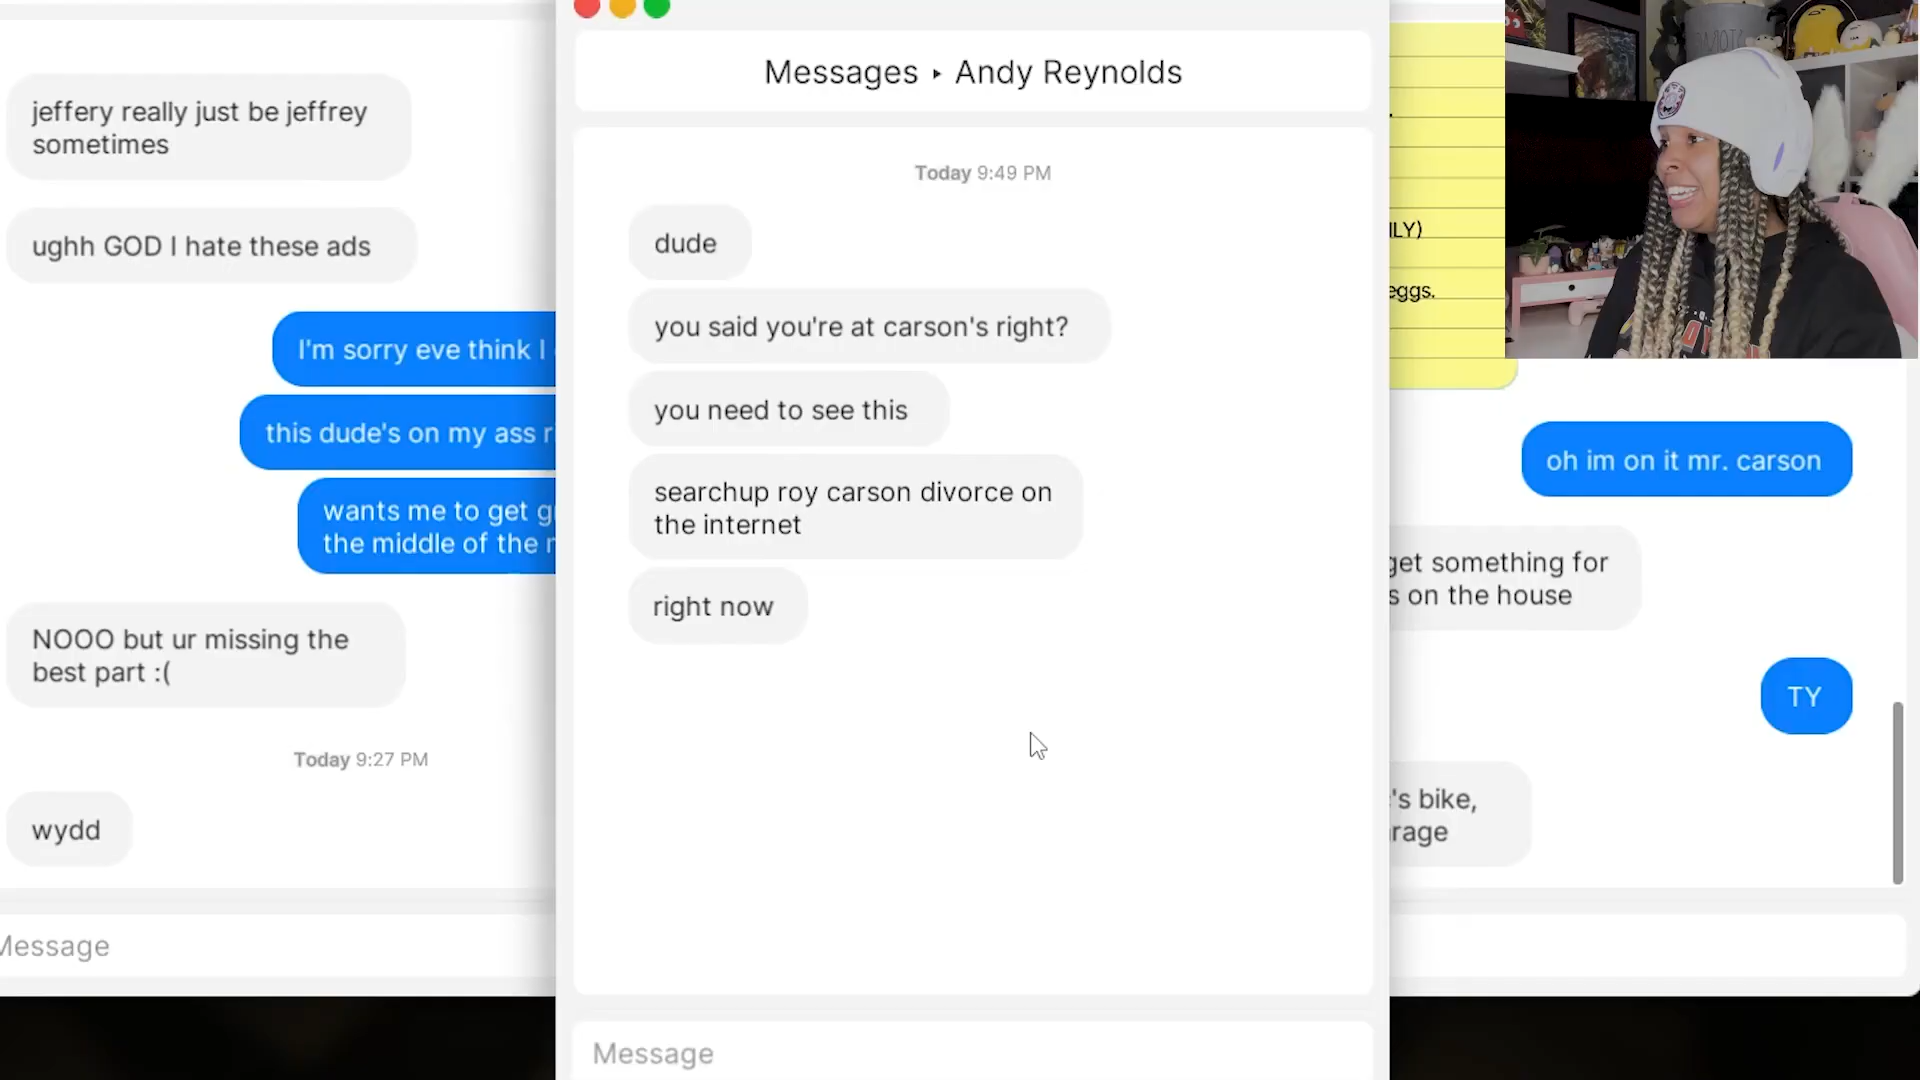 jeffery really just be jeffrey
sometimes
ughh GOD I hate these ads
I'm sorry eve think I
this dude's on my ass r
wants me to get g
the middle of the
NOOO but ur missing the
best part :(
Today 9:27 PM
wydd
Message
Messages ▸ Andy Reynolds
Today 9:49 PM
dude
you said you're at carson's right?
you need to see this
searchup roy carson divorce on
the internet
right now
Message
ILY)
eggs.
oh im on it mr. carson
get something for
s on the house
TY
's bike,
rage